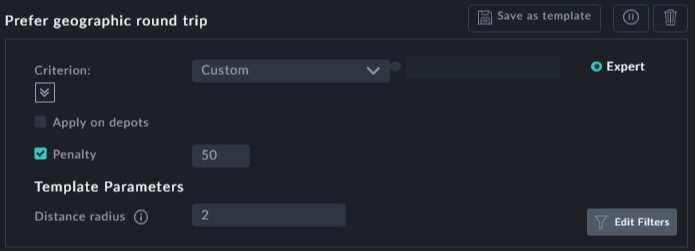 Prefer geographic round trip
Save as template
Criterion:
Custom
Expert
Apply on depots
Penalty
50
Template Parameters
Distance radius
2
Edit Filters